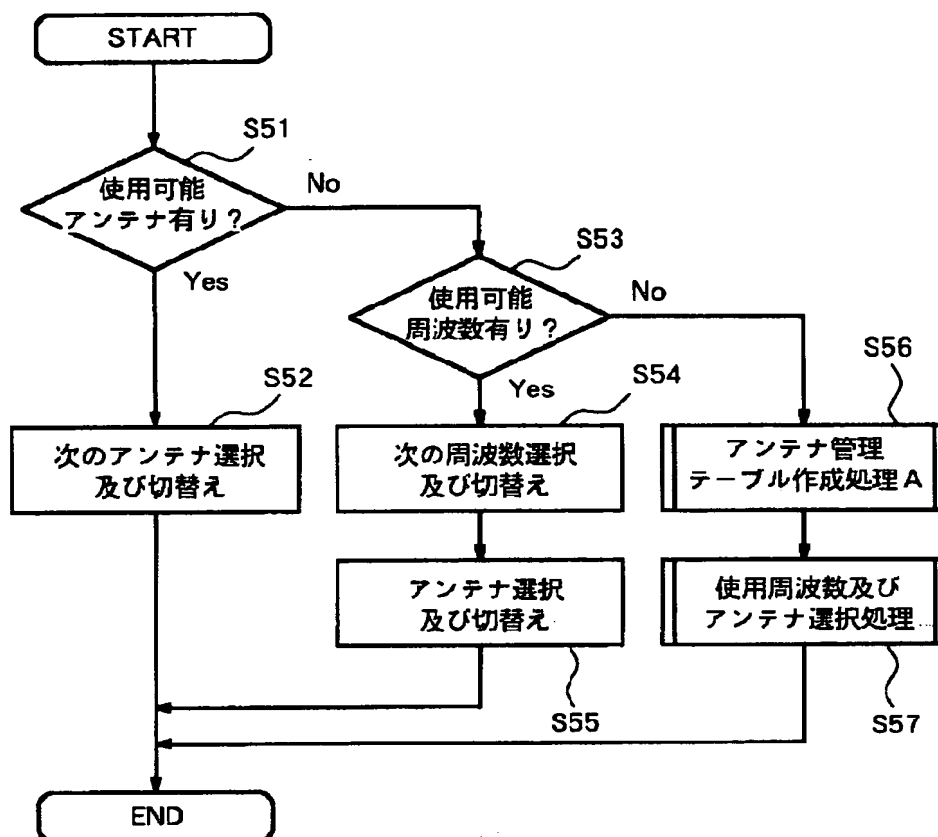 START
S51
使用可能
アンテナ有り？
No
Yes
S53
使用可能
周波数有り？
No
Yes
S52
次のアンテナ選択
及び切替え
S54
次の周波数選択
及び切替え
S56
アンテナ管理
テーブル作成処理A
アンテナ選択
及び切替え
S55
使用周波数及び
アンテナ選択処理
S57
END